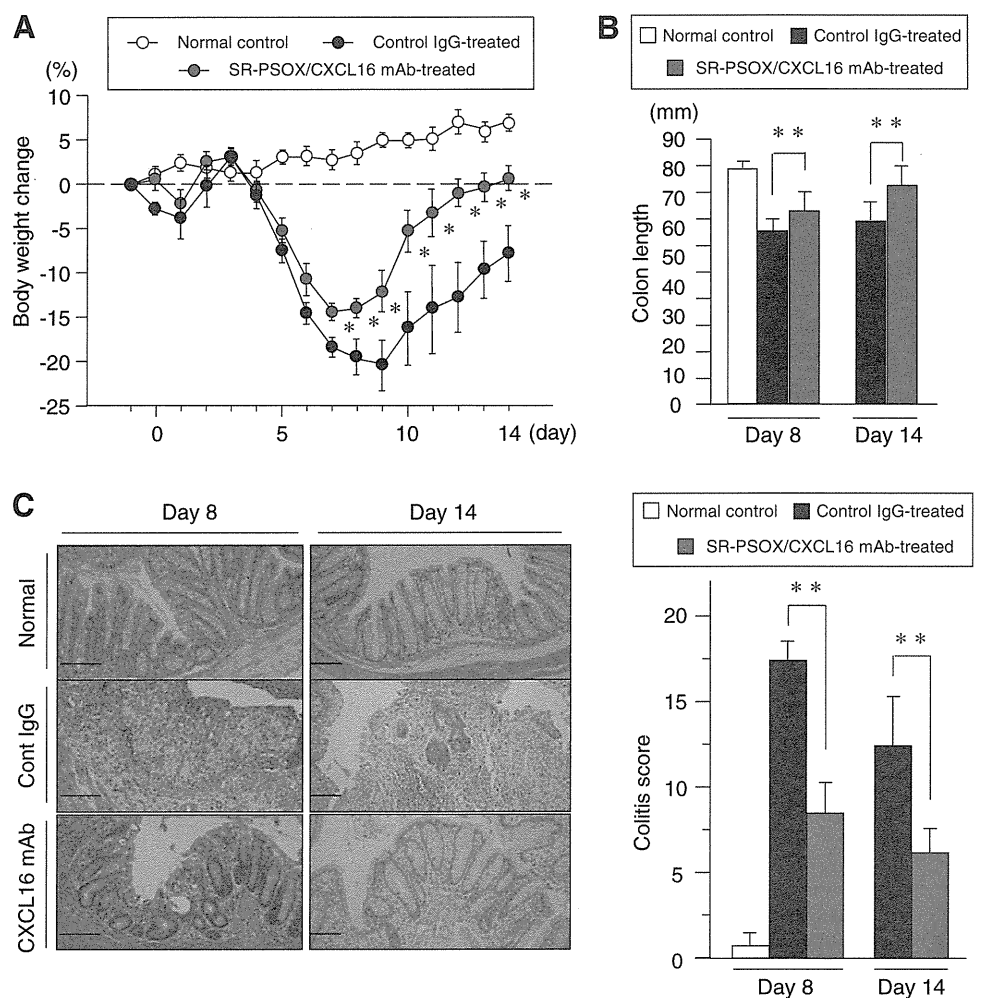 A
Normal control
Control IgG-treated
SR-PSOX/CXCL16 mAb-treated
(%)
10
5
0
-5
-10
-15
-20
-25
Body weight change
* * * * * * * *
0
5
10
14 (day)
B
Normal control
Control IgG-treated
SR-PSOX/CXCL16 mAb-treated
(mm)
90
80
70
60
50
40
30
20
10
0
Colon length
* *
* *
Day 8
Day 14
C
Day 8
Day 14
Normal
Cont IgG
CXCL16 mAb
Normal control
Control IgG-treated
SR-PSOX/CXCL16 mAb-treated
20
15
10
5
0
Colitis score
* *
* *
Day 8
Day 14